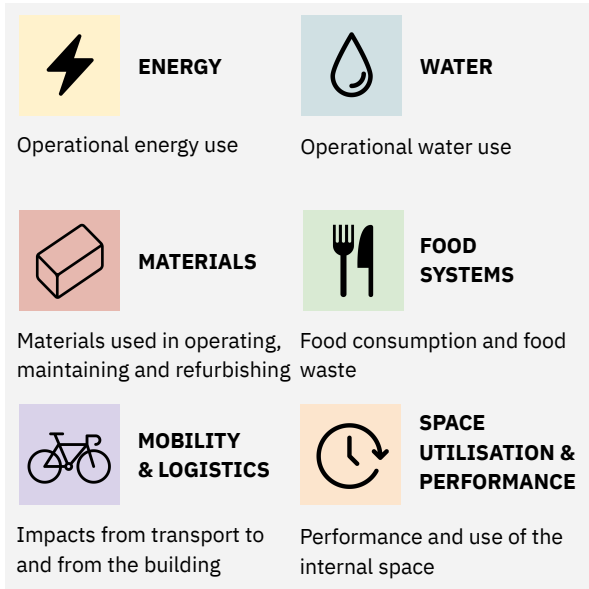 ENERGY
Operational energy use
WATER
Operational water use
MATERIALS
Materials used in operating,
maintaining and refurbishing
FOOD
SYSTEMS
Food consumption and food
waste
MOBILITY
& LOGISTICS
Impacts from transport to
and from the building
SPACE
UTILISATION &
PERFORMANCE
Performance and use of the
internal space